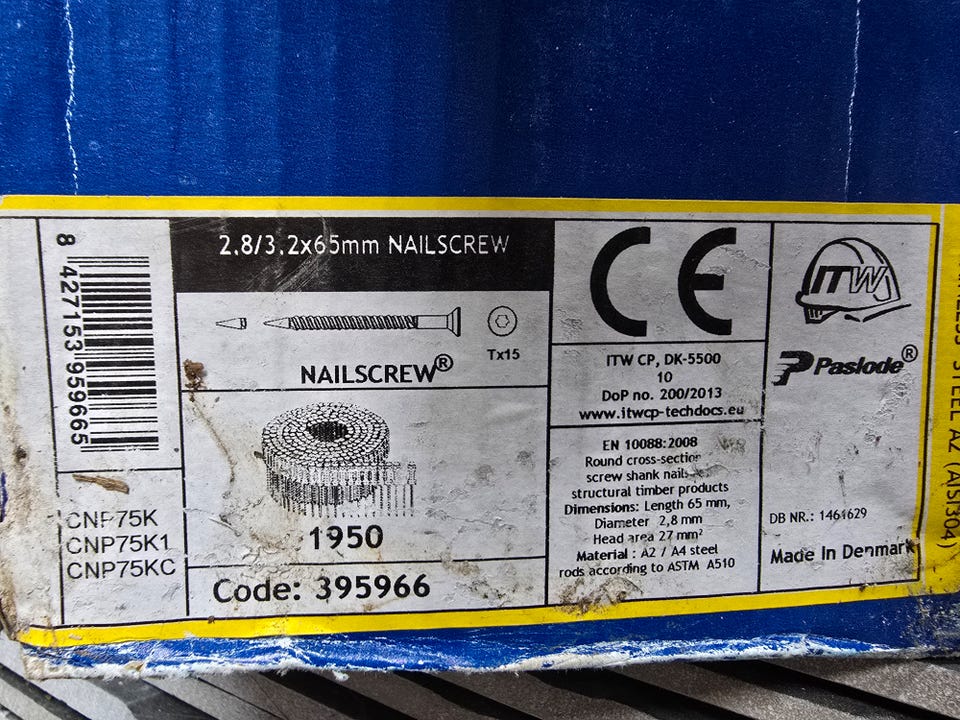 8 427153 959665
CNP75K
CNP75K1
CNP75KC
2.8/3.2x65mm NAILSCREW
Tx15
NAILSCREW®
1950
Code: 395966
CE
ITW CP, DK-5500
10
DoP no. 200/2013
www.itwcp-techdocs.eu
EN 10088:2008
Round cross-section
screw shank nails
structural timber products
Dimensions: Length 65 mm,
Diameter 2,8 mm
Head area 27 mm²
Material : A2 / A4 steel
rods according to ASTM A510
ITW
Paslode®
DB NR.: 1461629
Made in Denmark
STEEL A2 (AISI304)